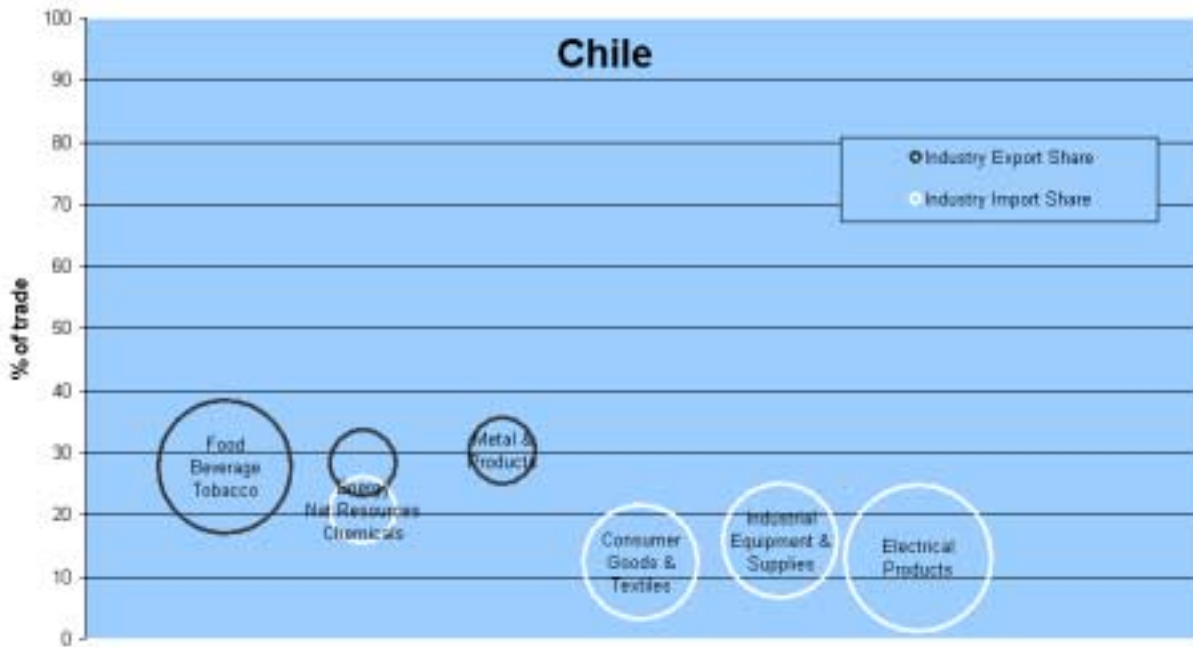 Chile
100
90
80
70
60
50
40
30
20
10
0
% of trade
Industry Export Share
Industry Import Share
Food
Beverage
Tobacco
Energy
Nat Resources
Chemicals
Metal &
Products
Consumer
Goods &
Textiles
Industrial
Equipment &
Supplies
Electrical
Products